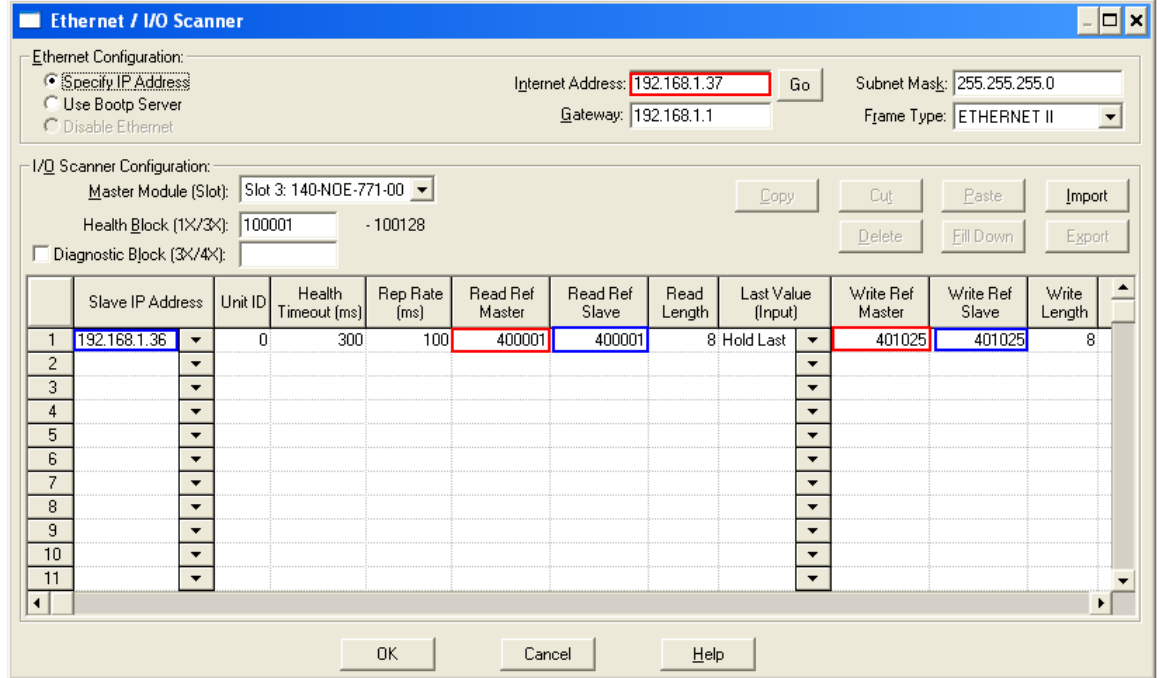 Ethernet / I/O Scanner
Ethernet Configuration:
Specify IP Address
Use Bootp Server
Disable Ethernet
Internet Address: 192.168.1.37 Go
Gateway: 192.168.1.1
Subnet Mask: 255.255.255.0
Frame Type: ETHERNET II
I/O Scanner Configuration:
Master Module (Slot): Slot 3: 140-NOE-771-00
Health Block (1X/3X): 100001 - 100128
Diagnostic Block (3X/4X):
Copy Cut Paste Import
Delete Fill Down Export
Slave IP Address Unit ID Health Timeout (ms) Rep Rate (ms) Read Ref Master Read Ref Slave Read Length Last Value (Input) Write Ref Master Write Ref Slave Write Length
1 192.168.1.36 0 300 100 400001 400001 8 Hold Last 401025 401025 8
2
3
4
5
6
7
8
9
10
11
OK Cancel Help